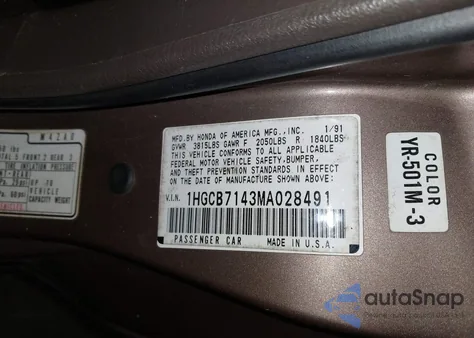 MFD.BY HONDA OF AMERICA MFG.,INC. 1/91
GVWR 3815LBS GAWR F 2050LBS R 1840LBS
THIS VEHICLE CONFORMS TO ALL APPLICABLE
FEDERAL MOTOR VEHICLE SAFETY,BUMPER,
AND THEFT PREVENTION STANDARDS IN EFFECT
ON THE DATE OF MANUFACTURE SHOWN ABOVE.
V.I.N. 1HGCB7143MA028491
PASSENGER CAR MADE IN U.S.A.
COLOR
YR-501M-3
autoSnap